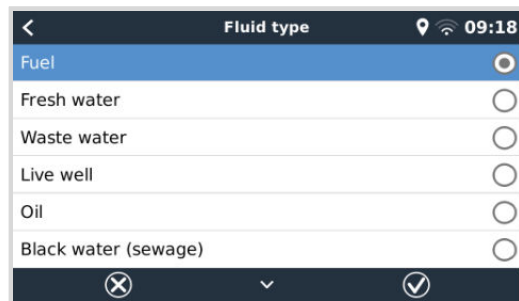 Fluid type 09:18
Fuel
Fresh water
Waste water
Live well
Oil
Black water (sewage)